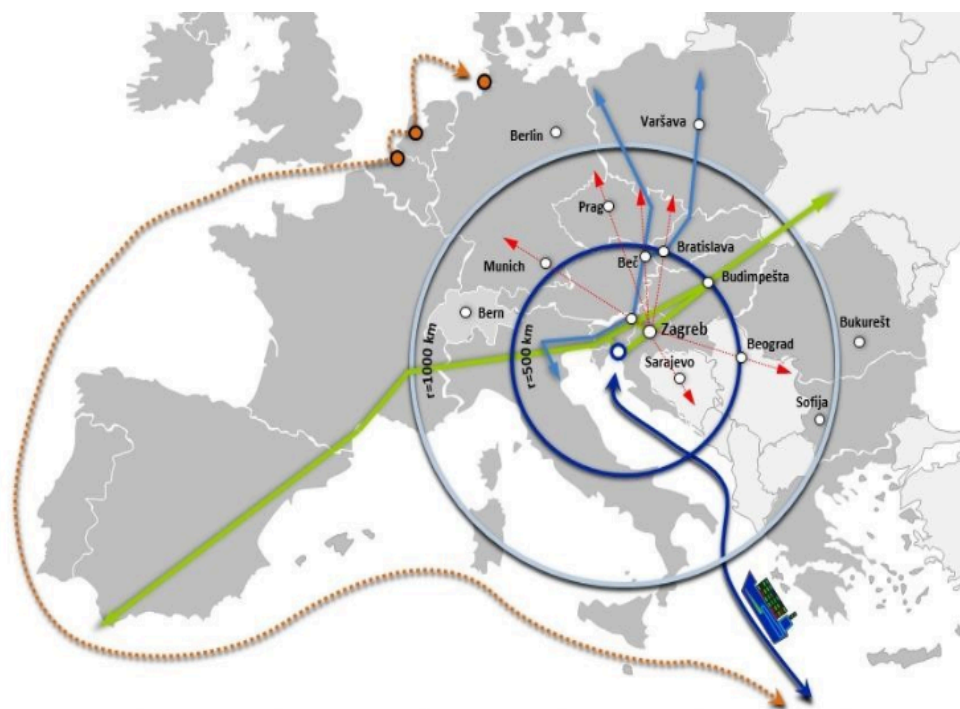 Varšava
Berlin
Prag
Bratislava
Beč
Munich
Budimpešta
Bern
Zagreb
Bukurešt
r=1000 km
r=500 km
Beograd
Sarajevo
Sofija